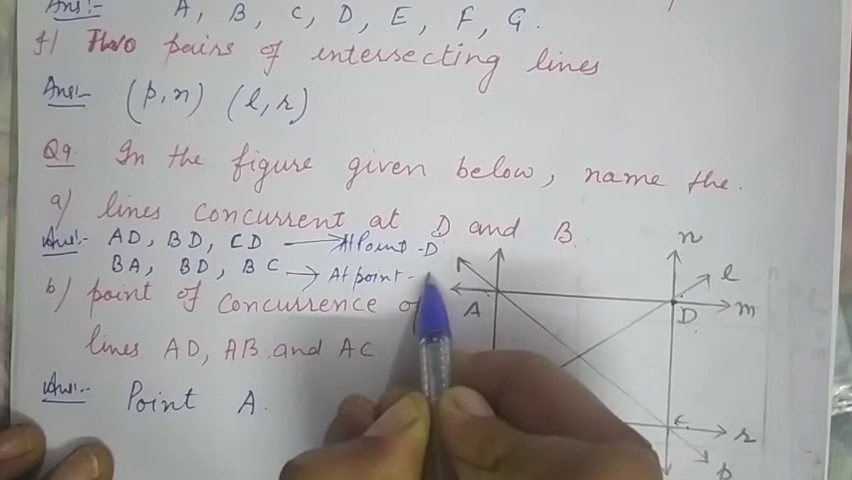 Ans:- A, B, C, D, E, F, G.
f) Two pairs of intersecting lines
Ans:- (p,n) (l,r)
Q9. In the figure given below, name the.
a) lines concurrent at D and B.
Ans:- AD, BD, CD → At Point -D
BA, BD, BC → At point -
b) point of concurrence of
lines AD, AB and AC
Ans:- Point A.
n
l
A
D
m
C
r
p